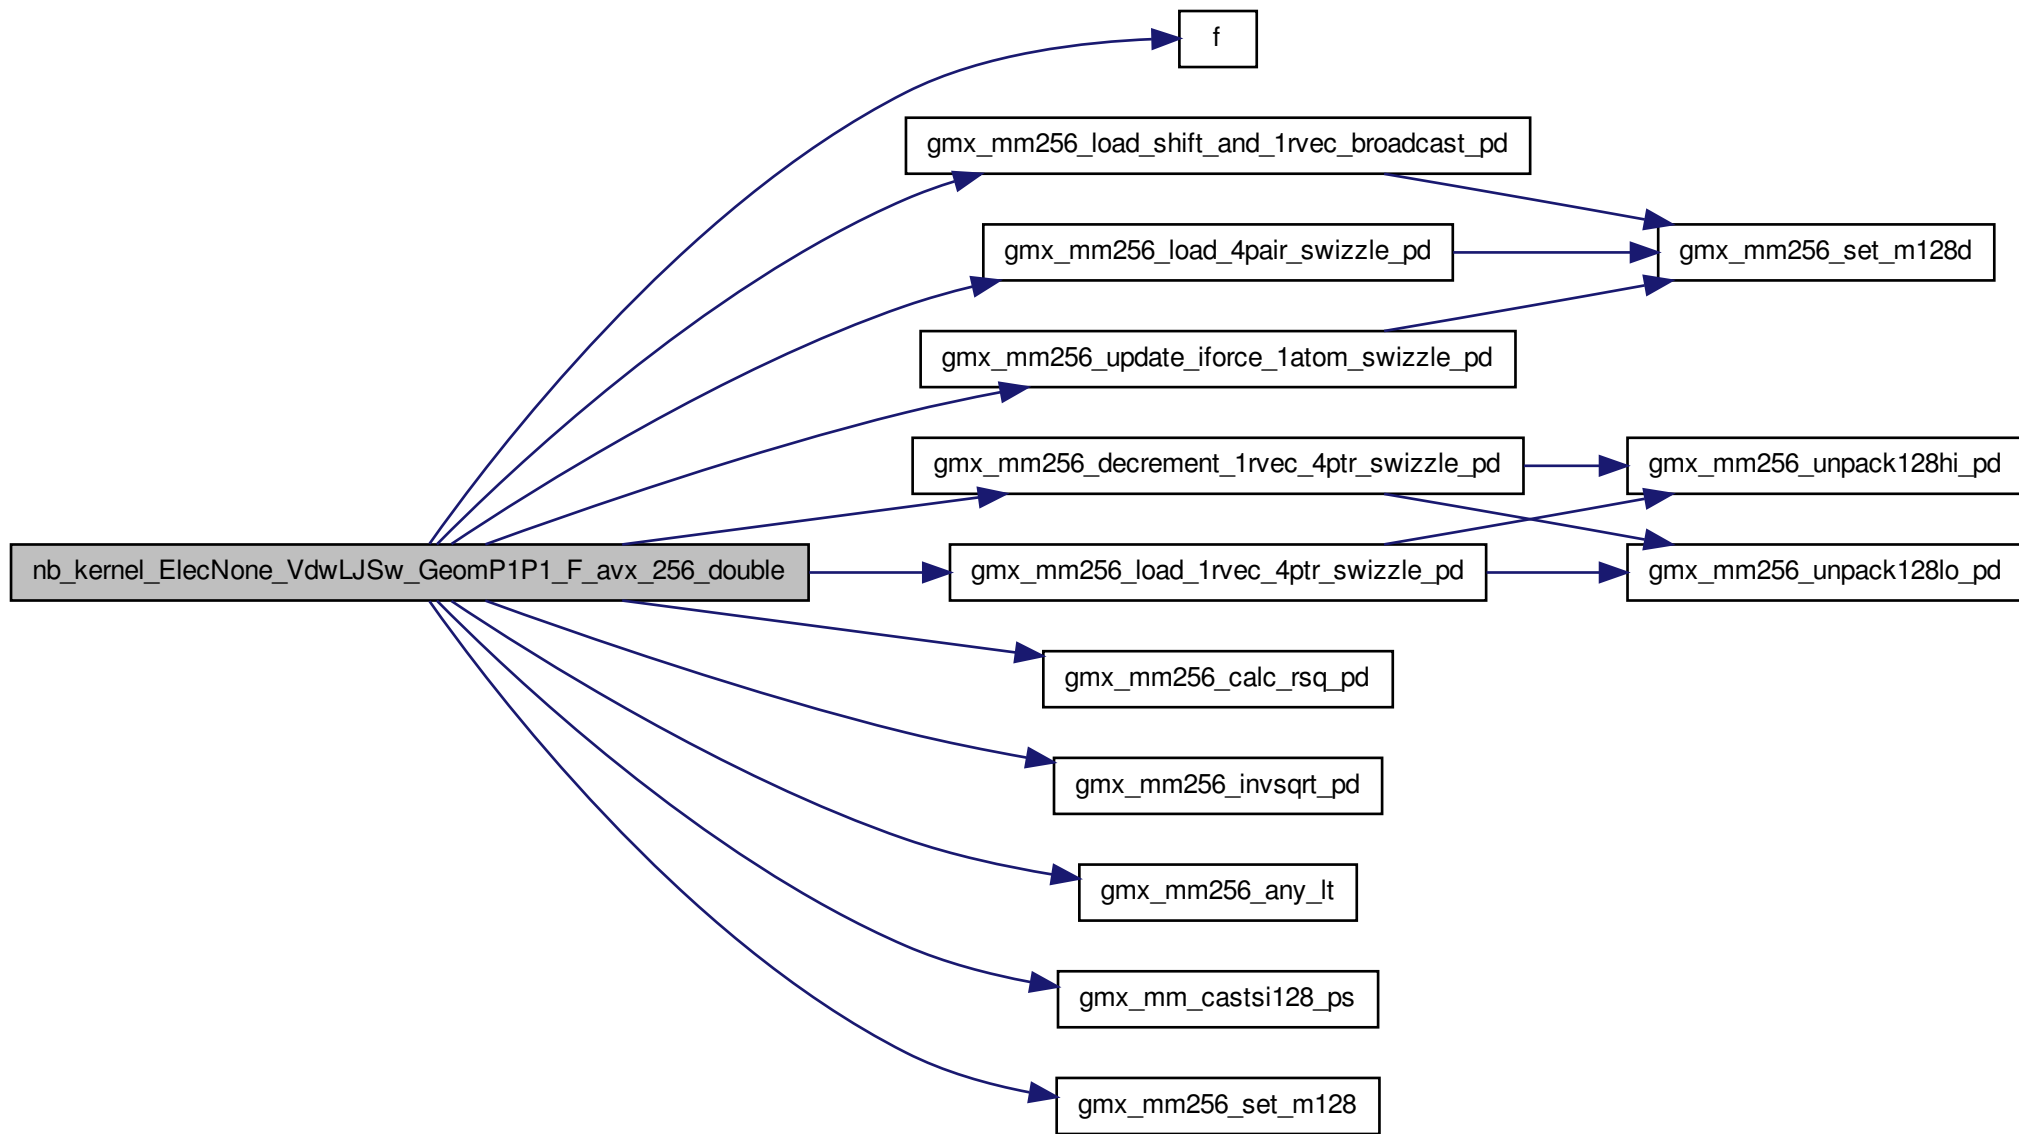 f
gmx_mm256_load_shift_and_1rvec_broadcast_pd
gmx_mm256_load_4pair_swizzle_pd
gmx_mm256_set_m128d
gmx_mm256_update_iforce_1atom_swizzle_pd
gmx_mm256_decrement_1rvec_4ptr_swizzle_pd
gmx_mm256_unpack128hi_pd
nb_kernel_ElecNone_VdwLJSw_GeomP1P1_F_avx_256_double
gmx_mm256_load_1rvec_4ptr_swizzle_pd
gmx_mm256_unpack128lo_pd
gmx_mm256_calc_rsq_pd
gmx_mm256_invsqrt_pd
gmx_mm256_any_lt
gmx_mm_castsi128_ps
gmx_mm256_set_m128